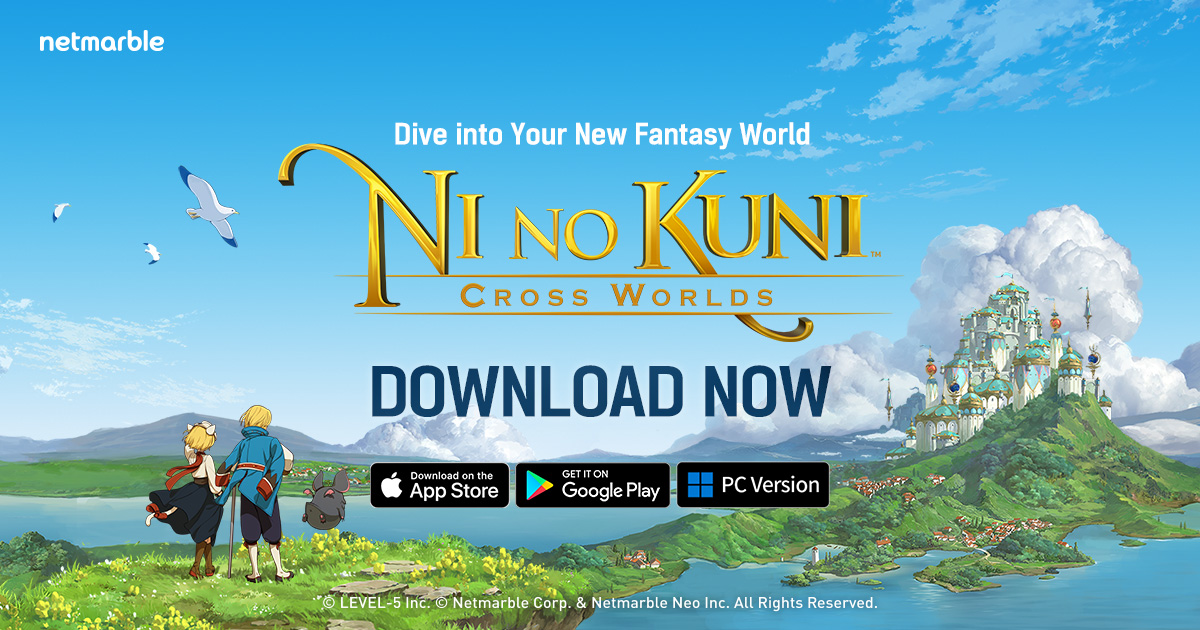 netmarble
Dive into Your New Fantasy World
NI NO KUNI™
CROSS WORLDS
DOWNLOAD NOW
Download on the
App Store
GET IT ON
Google Play
PC Version
© LEVEL-5 Inc. © Netmarble Corp. & Netmarble Neo Inc. All Rights Reserved.